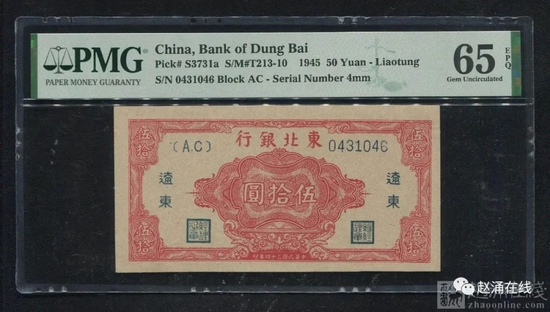 PMG
PAPER MONEY GUARANTY
China, Bank of Dung Bai
Pick# S3731a S/M#T213-10 1945 50 Yuan - Liaotung
S/N 0431046 Block AC - Serial Number 4mm
65 EPQ
Gem Uncirculated
行銀北東
(A.C) 0431046
伍拾 伍拾
遼東 遼東
圓拾伍
伍拾 伍拾
赵涌在线
zhaoonline.com